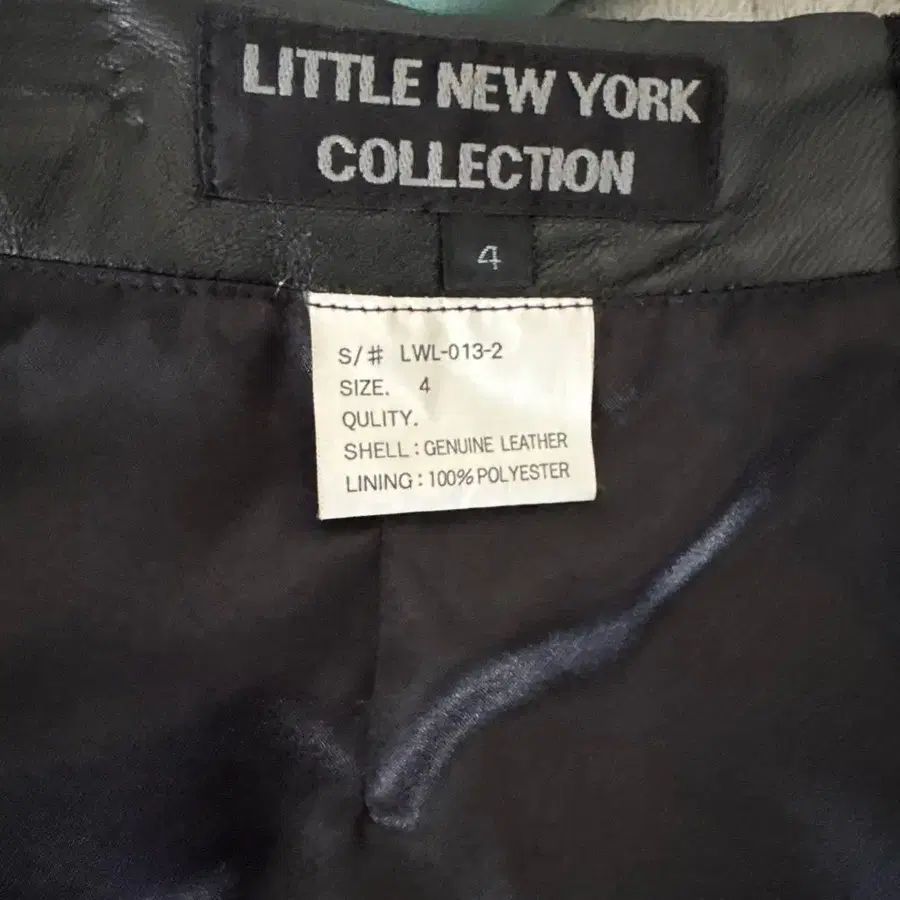 LITTLE NEW YORK
COLLECTION
4
S/# LWL-013-2
SIZE. 4
QULITY.
SHELL : GENUINE LEATHER
LINING : 100% POLYESTER